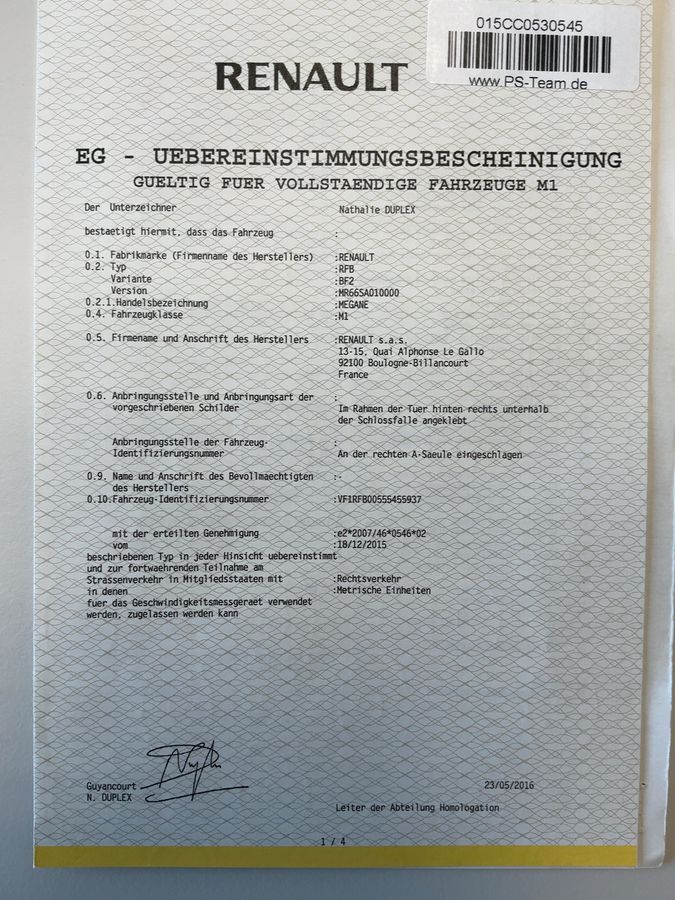 015CC0530545
www.PS-Team.de
RENAULT
EG - UEBEREINSTIMMUNGSBESCHEINIGUNG
GUELTIG FUER VOLLSTAENDIGE FAHRZEUGE M1
Der Unterzeichner Nathalie DUPLEX
bestaetigt hiermit, dass das Fahrzeug :
0.1. Fabrikmarke (Firmenname des Herstellers) :RENAULT
0.2. Typ :RFB
Variante :BF2
Version :MR66SA010000
0.2.1.Handelsbezeichnung :MEGANE
0.4. Fahrzeugklasse :M1
0.5. Firmename und Anschrift des Herstellers :RENAULT s.a.s.
13-15, Quai Alphonse Le Gallo
92100 Boulogne-Billancourt
France
0.6. Anbringungsstelle und Anbringungsart der :
vorgeschriebenen Schilder Im Rahmen der Tuer hinten rechts unterhalb
der Schlossfalle angeklebt
Anbringungsstelle der Fahrzeug- :
Identifizierungsnummer An der rechten A-Saeule eingeschlagen
0.9. Name und Anschrift des Bevollmaechtigten :-
des Herstellers
0.10.Fahrzeug-Identifizierungsnummer :VF1RFB00555455937
mit der erteilten Genehmigung :e2*2007/46*0546*02
vom :18/12/2015
beschriebenen Typ in jeder Hinsicht uebereinstimmt
und zur fortwaehrenden Teilnahme am
Strassenverkehr in Mitgliedsstaaten mit :Rechtsverkehr
in denen :Metrische Einheiten
fuer das Geschwindigkeitsmessgeraet verwendet
werden, zugelassen werden kann
Guyancourt 23/05/2016
N. DUPLEX
Leiter der Abteilung Homologation
1 / 4